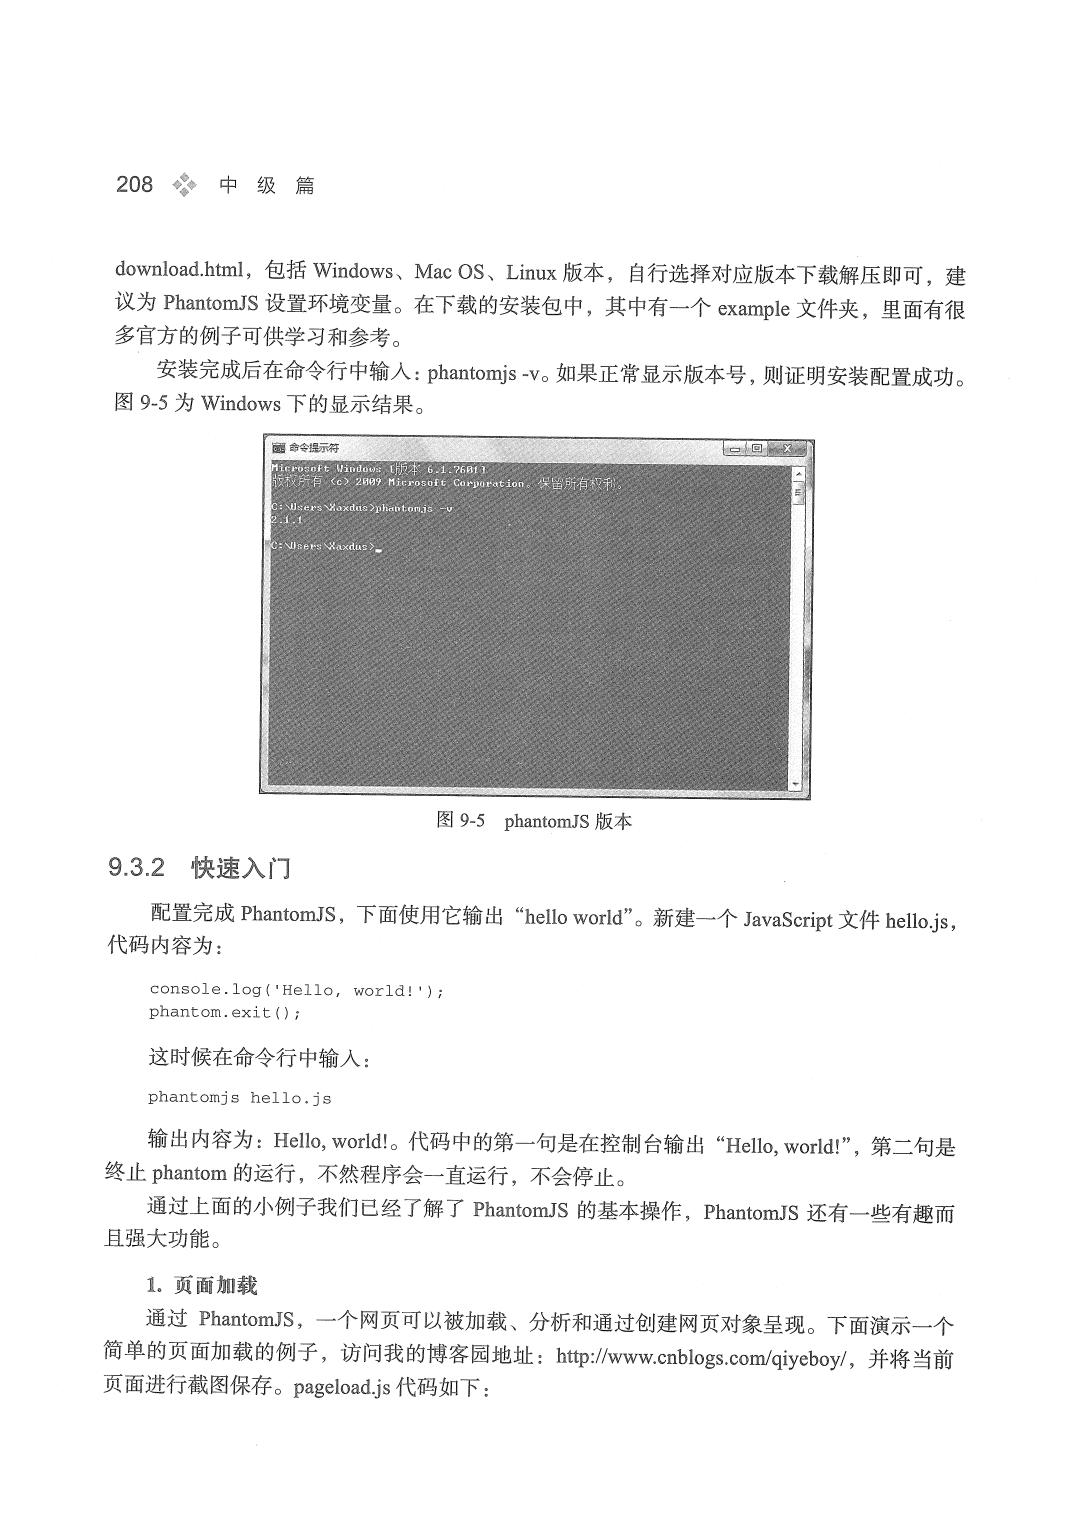 208 中 级 篇
download.html，包括 Windows、Mac OS、Linux 版本，自行选择对应版本下载解压即可，建
议为 PhantomJS 设置环境变量。在下载的安装包中，其中有一个 example 文件夹，里面有很
多官方的例子可供学习和参考。
安装完成后在命令行中输入：phantomjs -v。如果正常显示版本号，则证明安装配置成功。
图 9-5 为 Windows 下的显示结果。
命令提示符
Microsoft Windows [版本 6.1.7601]
版权所有 <c> 2009 Microsoft Corporation。保留所有权利。
C:\Users\Xaxdus>phantomjs -v
2.1.1
C:\Users\Xaxdus>_
图 9-5 phantomJS 版本
9.3.2 快速入门
配置完成 PhantomJS，下面使用它输出“hello world”。新建一个 JavaScript 文件 hello.js，
代码内容为：
console.log('Hello, world!');
phantom.exit();
这时候在命令行中输入：
phantomjs hello.js
输出内容为：Hello, world!。代码中的第一句是在控制台输出“Hello, world!”，第二句是
终止 phantom 的运行，不然程序会一直运行，不会停止。
通过上面的小例子我们已经了解了 PhantomJS 的基本操作，PhantomJS 还有一些有趣而
且强大功能。
1. 页面加载
通过 PhantomJS，一个网页可以被加载、分析和通过创建网页对象呈现。下面演示一个
简单的页面加载的例子，访问我的博客园地址：http://www.cnblogs.com/qiyeboy/，并将当前
页面进行截图保存。pageload.js 代码如下：